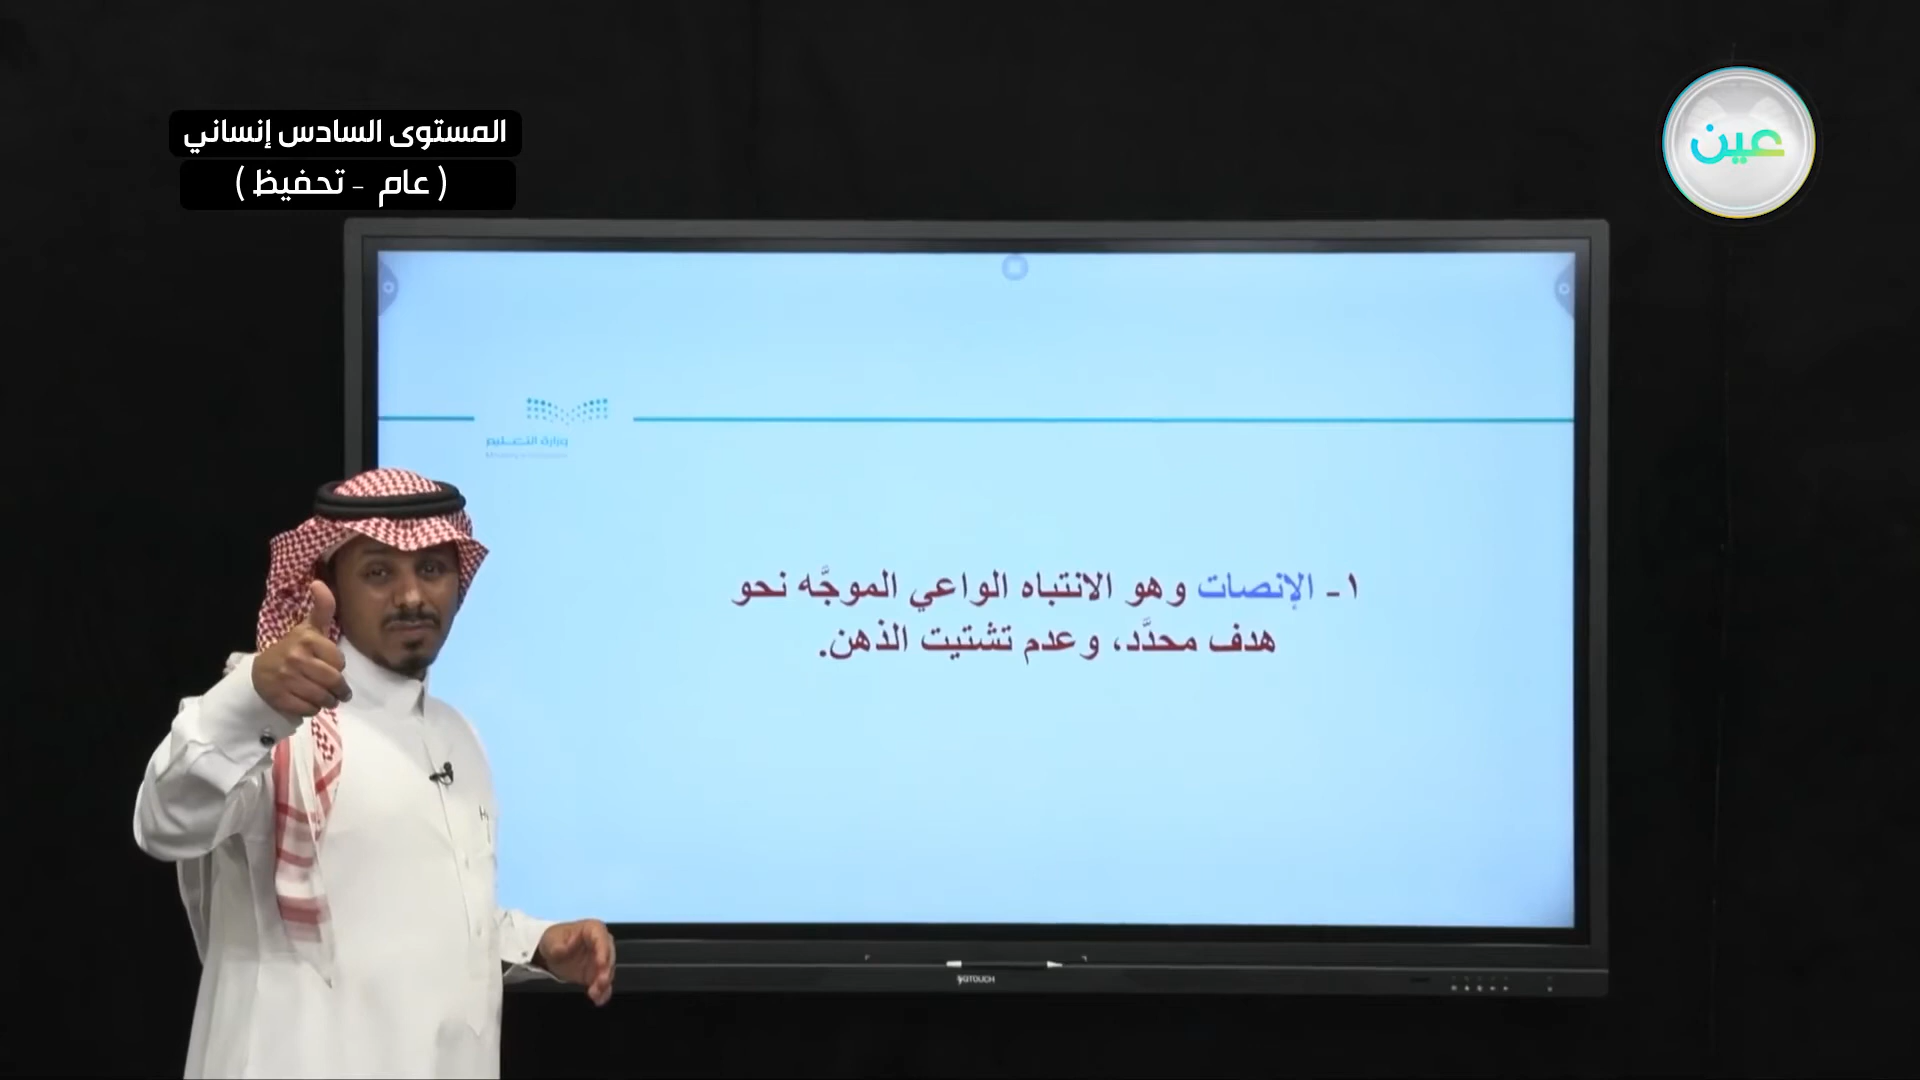 المستوى السادس إنساني
( عام - تحفيظ )
عين
وزارة التعليم
١- الإنصات وهو الانتباه الواعي الموجَّه نحو
هدف محدَّد، وعدم تشتيت الذهن.